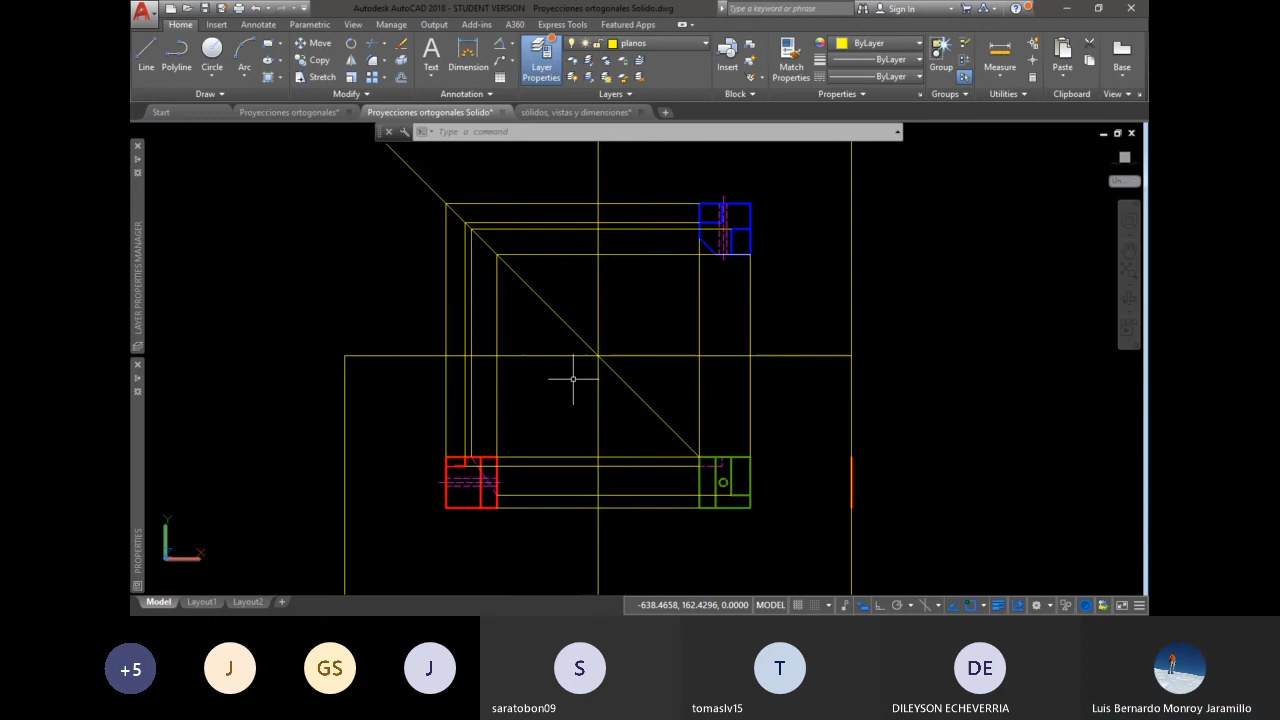 Autodesk AutoCAD 2018 - STUDENT VERSION Proyecciones ortogonales Solido.dwg
Type a keyword or phrase
Sign In
Home Insert Annotate Parametric View Manage Output Add-ins A360 Express Tools Featured Apps
Line Polyline Circle Arc
Move
Copy
Stretch
Text Dimension
Layer Properties
planos
Insert
Match Properties
ByLayer
ByLayer
ByLayer
Group
Measure
Paste
Base
Draw Modify Annotation Layers Block Properties Groups Utilities Clipboard View
Start Proyecciones ortogonales* Proyecciones ortogonales Solido* sólidos, vistas y dimensiones*
Type a command
Un
LAYER PROPERTIES MANAGER
PROPERTIES
Y
X
Model Layout1 Layout2
-638.4658, 162.4296, 0.0000 MODEL
+5 J GS J S T DE
saratobon09 tomaslv15 DILEYSON ECHEVERRIA Luis Bernardo Monroy Jaramillo